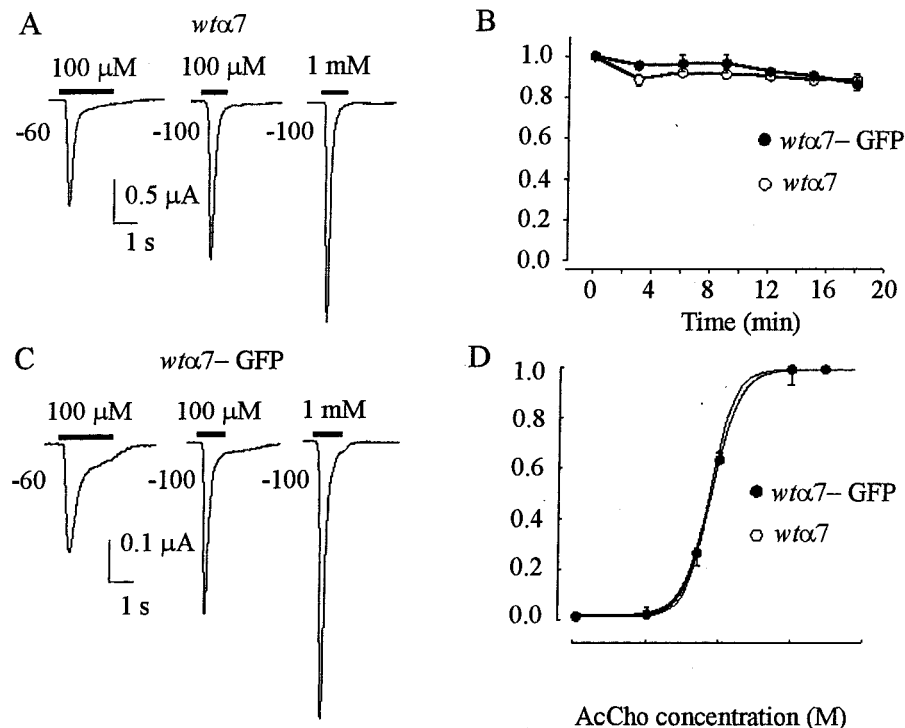 A
wtα7
100 μM
100 μM
1 mM
-60
-100
-100
0.5 μA
1 s
B
1.0
0.8
0.6
0.4
0.2
0.0
wtα7– GFP
wtα7
0
4
8
12
16
20
Time (min)
C
wtα7– GFP
100 μM
100 μM
1 mM
-60
-100
-100
0.1 μA
1 s
D
1.0
0.8
0.6
0.4
0.2
0.0
wtα7– GFP
wtα7
AcCho concentration (M)